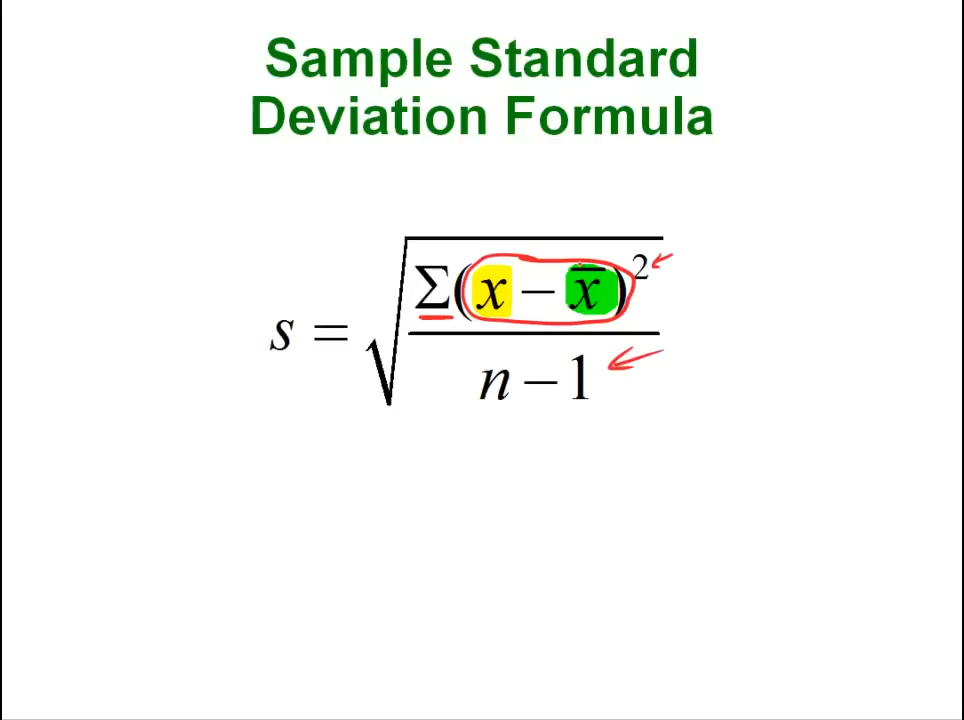 Sample Standard
Deviation Formula
s = √(Σ(x − x̄)² / (n − 1))